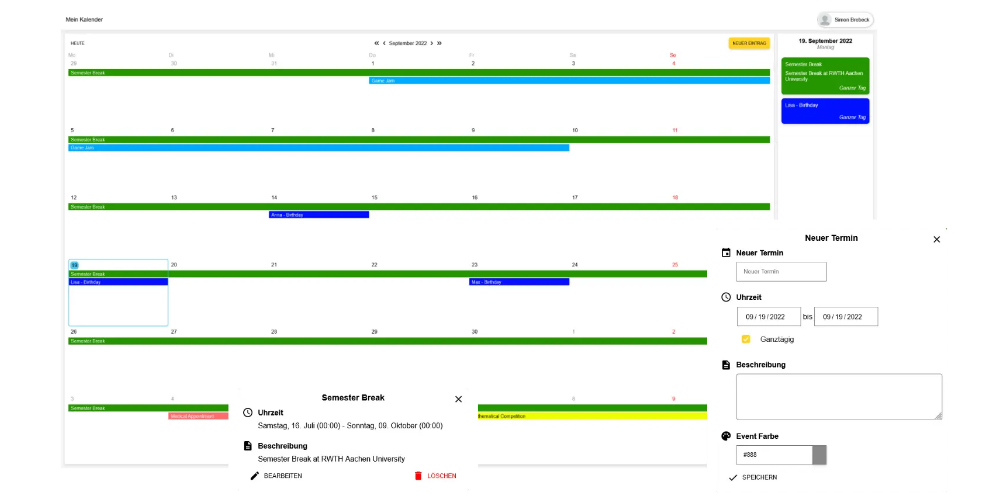 Mein Kalender
Simon Brobeck
HEUTE
« < September 2022 > »
NEUER EINTRAG
Mo Di Mi Do Fr Sa So
29 30 31 1 2 3 4
Semester Break
Game Jam
5 6 7 8 9 10 11
Semester Break
Game Jam
12 13 14 15 16 17 18
Semester Break
Anna - Birthday
19 20 21 22 23 24 25
Semester Break
Lisa - Birthday
Max - Birthday
26 27 28 29 30 1 2
Semester Break
3 4 8 9
Semester Break
Medical Appointment
thematical Competition
19. September 2022
Montag
Semester Break
Semester Break at RWTH Aachen
University
Ganzer Tag
Lisa - Birthday
Ganzer Tag
Semester Break
Uhrzeit
Samstag, 16. Juli (00:00) - Sonntag, 09. Oktober (00:00)
Beschreibung
Semester Break at RWTH Aachen University
BEARBEITEN
LÖSCHEN
Neuer Termin
Neuer Termin
Neuer Termin
Uhrzeit
09 / 19 / 2022 bis 09 / 19 / 2022
Ganztägig
Beschreibung
Event Farbe
#888
SPEICHERN